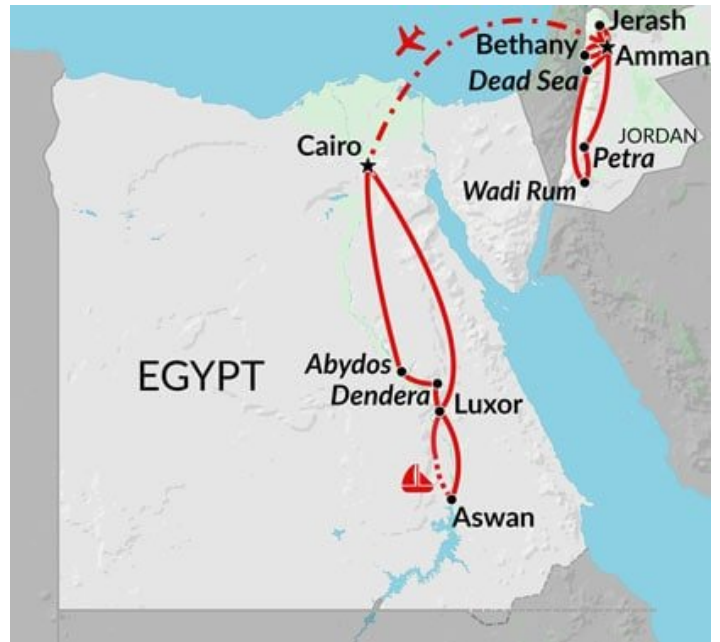 Jerash
Bethany
Amman
Dead Sea
Cairo
JORDAN
Petra
Wadi Rum
EGYPT
Abydos
Dendera
Luxor
Aswan